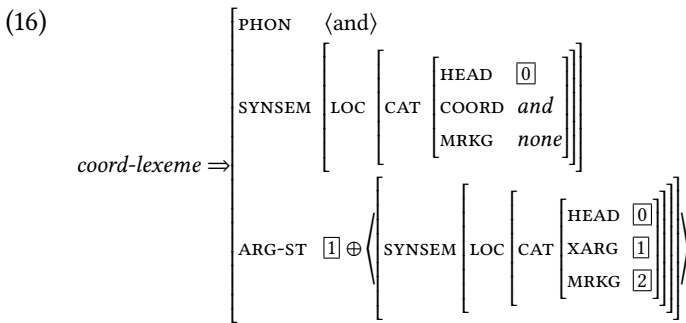 (16)
PHON ⟨and⟩
SYNSEM [LOC [CAT [HEAD 0
COORD and
MRKG none]]]
coord-lexeme ⇒
ARG-ST 1 ⊕ ⟨[SYNSEM [LOC [CAT [HEAD 0
XARG 1
MRKG 2]]]]⟩